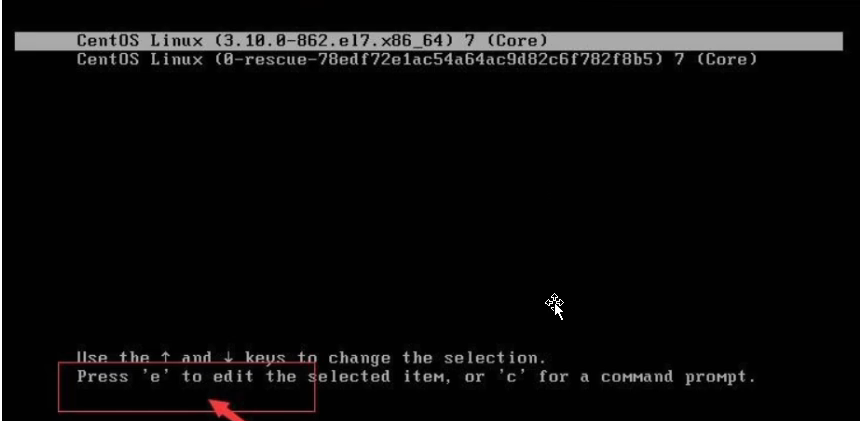 CentOS Linux (3.10.0-862.el7.x86_64) 7 (Core)
CentOS Linux (0-rescue-78edf72e1ac54a64ac9d82c6f782f8b5) 7 (Core)
Use the ↑ and ↓ keys to change the selection.
Press 'e' to edit the selected item, or 'c' for a command prompt.